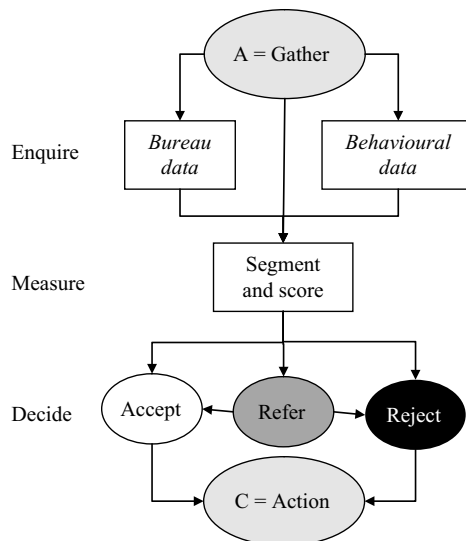 A = Gather
Enquire
Bureau
data
Behavioural
data
Measure
Segment
and score
Decide
Accept
Refer
Reject
C = Action